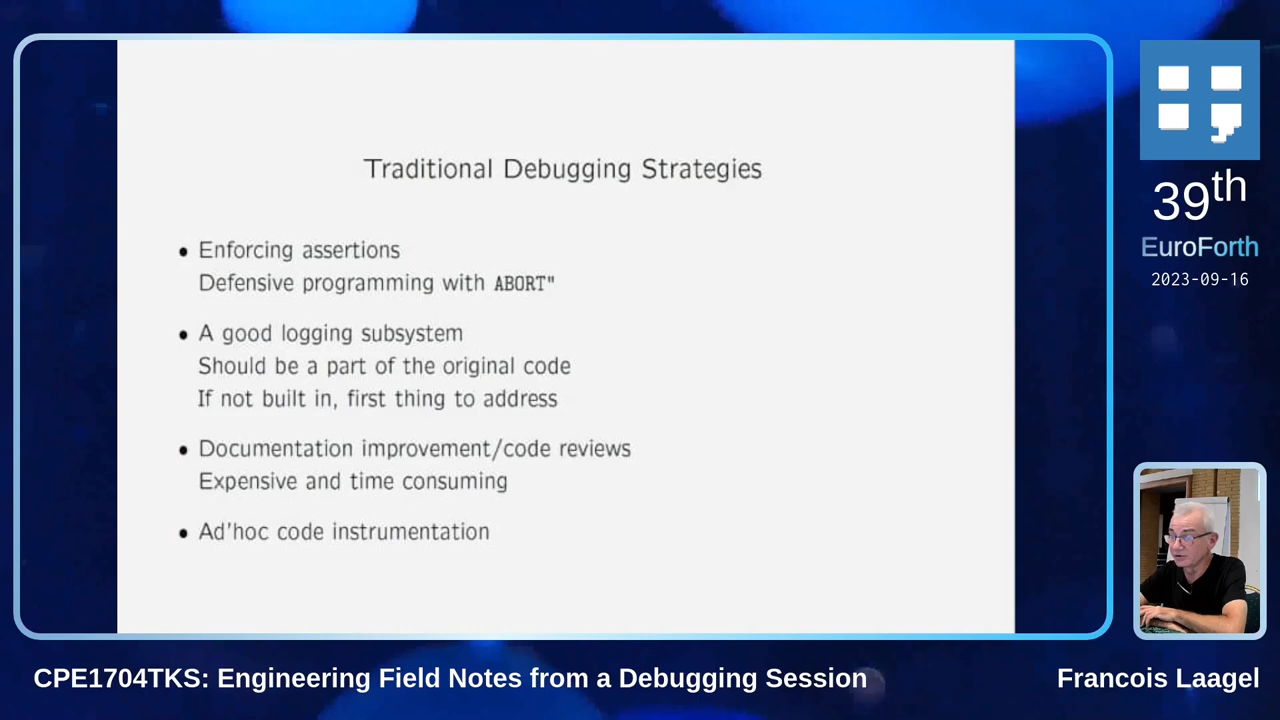 Traditional Debugging Strategies
• Enforcing assertions
Defensive programming with ABORT"
• A good logging subsystem
Should be a part of the original code
If not built in, first thing to address
• Documentation improvement/code reviews
Expensive and time consuming
• Ad'hoc code instrumentation
39th
EuroForth
2023-09-16
CPE1704TKS: Engineering Field Notes from a Debugging Session
Francois Laagel